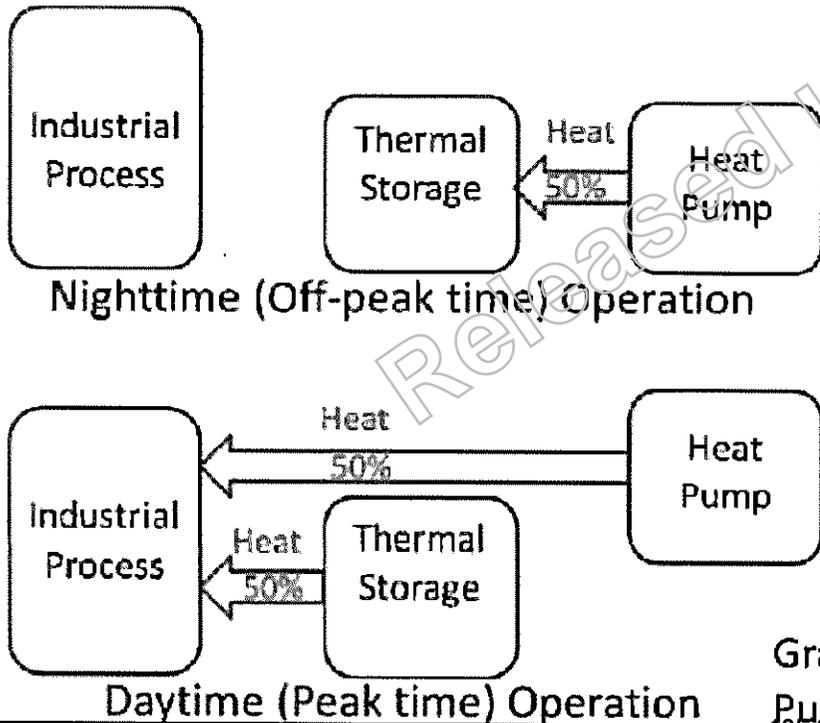 Industrial
Process
Thermal
Storage
Heat
50%
Heat
Pump
Nighttime (Off-peak time) Operation
Released
Heat
50%
Heat
Pump
Industrial
Process
Heat
50%
Thermal
Storage
Daytime (Peak time) Operation